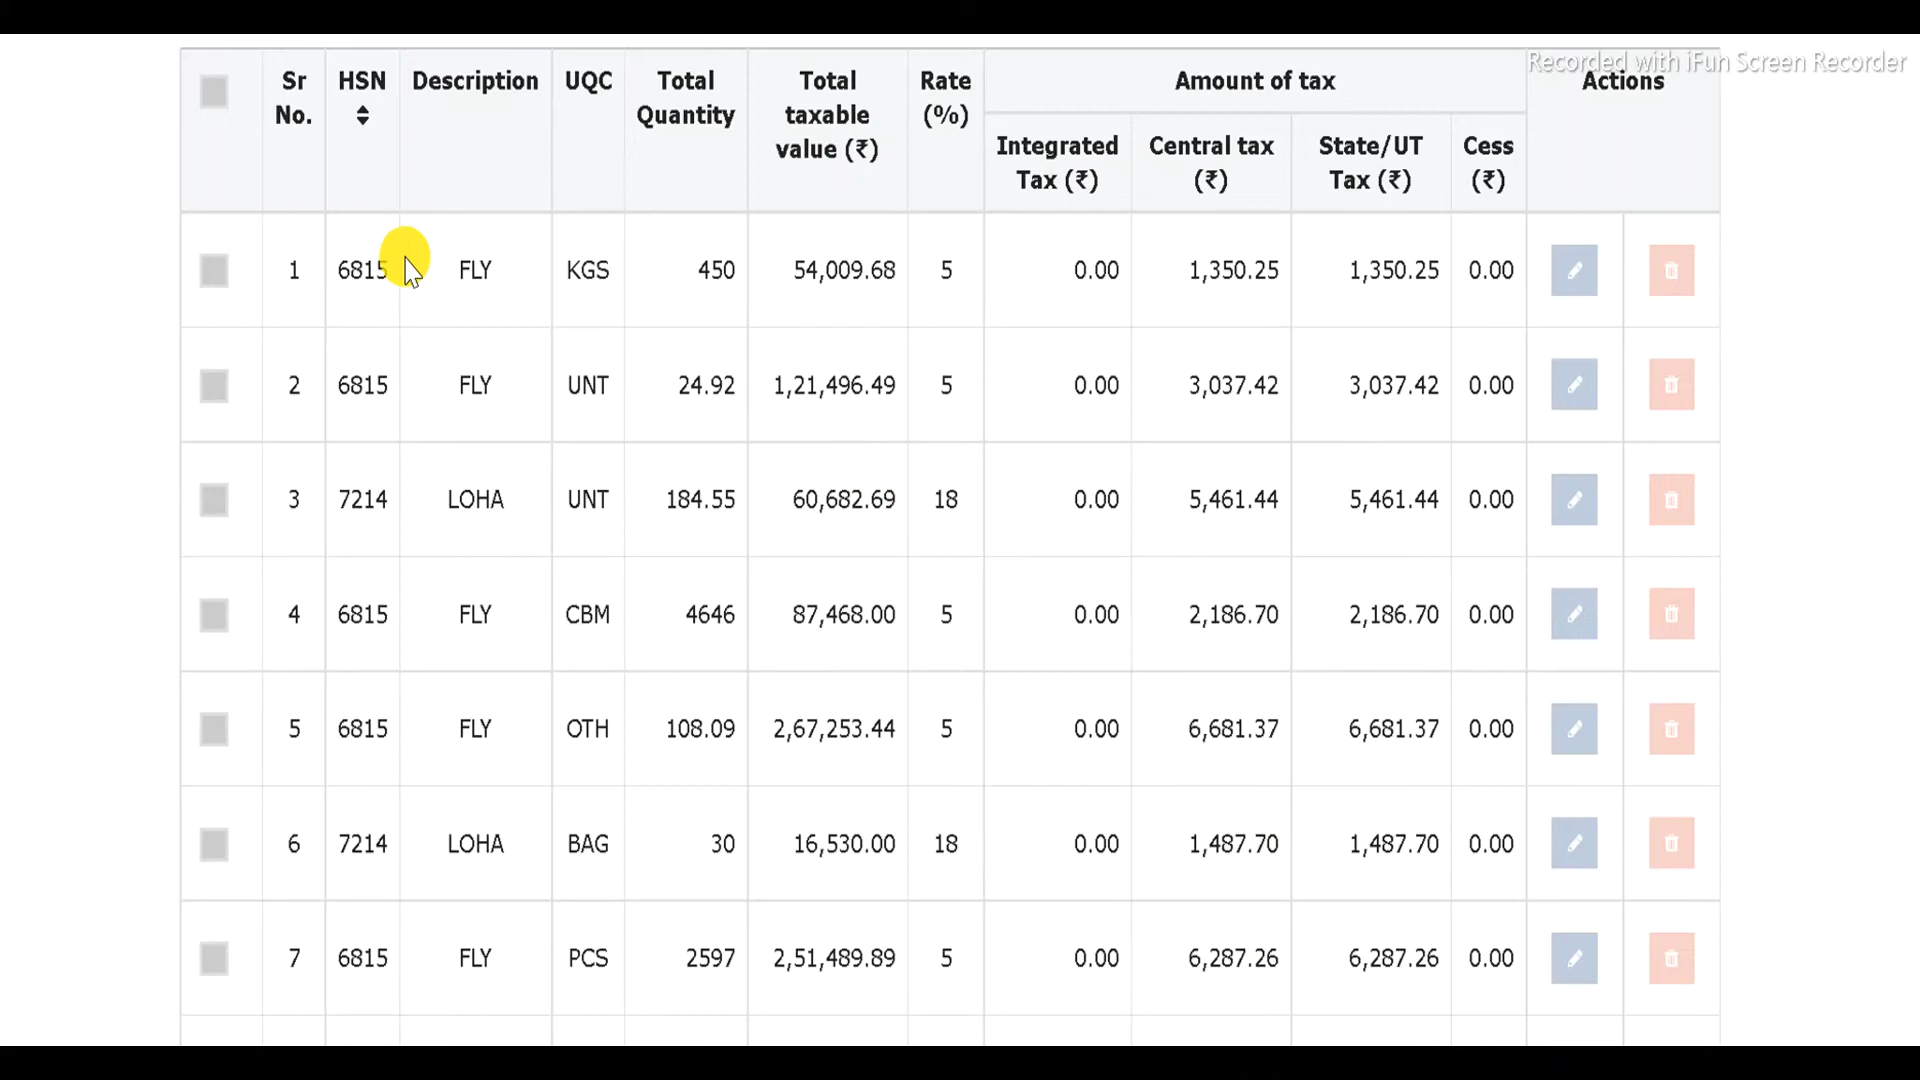 Recorded with iFun Screen Recorder
Sr No. HSN Description UQC Total Quantity Total taxable value (₹) Rate (%) Amount of tax Actions
Integrated Tax (₹) Central tax (₹) State/UT Tax (₹) Cess (₹)
1 6815 FLY KGS 450 54,009.68 5 0.00 1,350.25 1,350.25 0.00
2 6815 FLY UNT 24.92 1,21,496.49 5 0.00 3,037.42 3,037.42 0.00
3 7214 LOHA UNT 184.55 60,682.69 18 0.00 5,461.44 5,461.44 0.00
4 6815 FLY CBM 4646 87,468.00 5 0.00 2,186.70 2,186.70 0.00
5 6815 FLY OTH 108.09 2,67,253.44 5 0.00 6,681.37 6,681.37 0.00
6 7214 LOHA BAG 30 16,530.00 18 0.00 1,487.70 1,487.70 0.00
7 6815 FLY PCS 2597 2,51,489.89 5 0.00 6,287.26 6,287.26 0.00